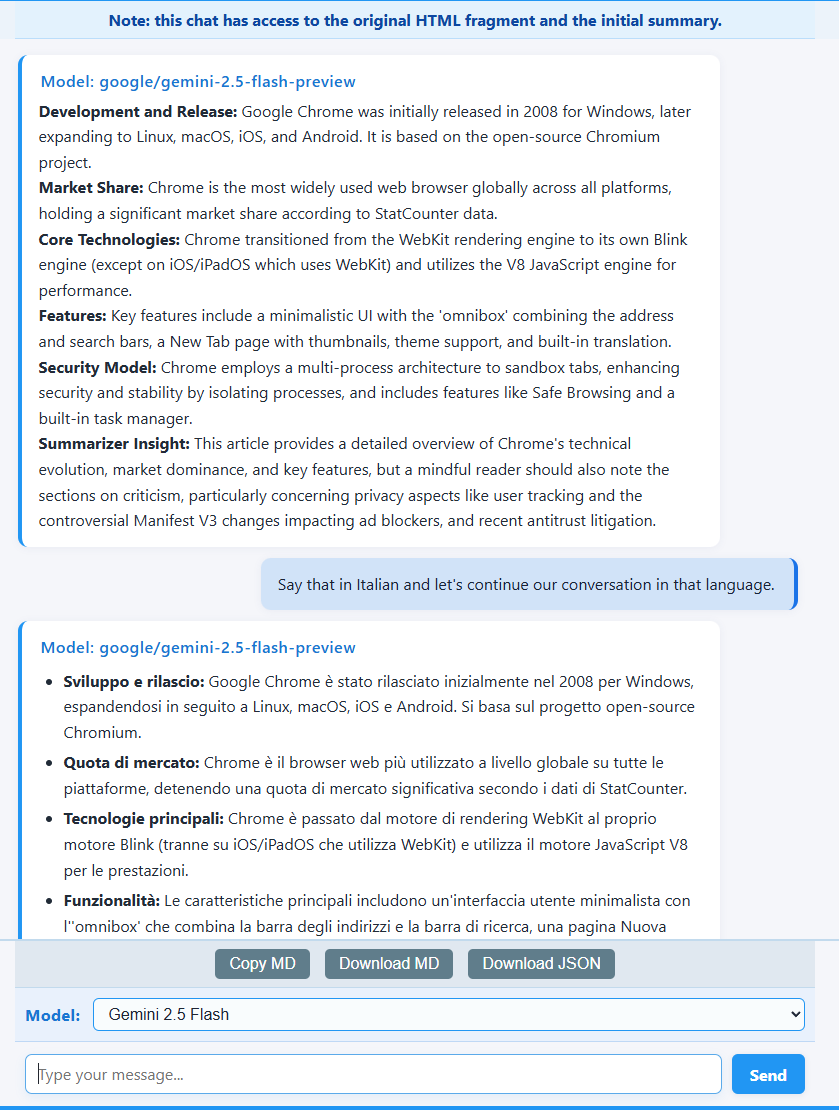 Note: this chat has access to the original HTML fragment and the initial summary.
Model: google/gemini-2.5-flash-preview
Development and Release: Google Chrome was initially released in 2008 for Windows, later
expanding to Linux, macOS, iOS, and Android. It is based on the open-source Chromium
project.
Market Share: Chrome is the most widely used web browser globally across all platforms,
holding a significant market share according to StatCounter data.
Core Technologies: Chrome transitioned from the WebKit rendering engine to its own Blink
engine (except on iOS/iPadOS which uses WebKit) and utilizes the V8 JavaScript engine for
performance.
Features: Key features include a minimalistic UI with the 'omnibox' combining the address
and search bars, a New Tab page with thumbnails, theme support, and built-in translation.
Security Model: Chrome employs a multi-process architecture to sandbox tabs, enhancing
security and stability by isolating processes, and includes features like Safe Browsing and a
built-in task manager.
Summarizer Insight: This article provides a detailed overview of Chrome's technical
evolution, market dominance, and key features, but a mindful reader should also note the
sections on criticism, particularly concerning privacy aspects like user tracking and the
controversial Manifest V3 changes impacting ad blockers, and recent antitrust litigation.
Say that in Italian and let's continue our conversation in that language.
Model: google/gemini-2.5-flash-preview
• Sviluppo e rilascio: Google Chrome è stato rilasciato inizialmente nel 2008 per Windows,
espandendosi in seguito a Linux, macOS, iOS e Android. Si basa sul progetto open-source
Chromium.
• Quota di mercato: Chrome è il browser web più utilizzato a livello globale su tutte le
piattaforme, detenendo una quota di mercato significativa secondo i dati di StatCounter.
• Tecnologie principali: Chrome è passato dal motore di rendering WebKit al proprio
motore Blink (tranne su iOS/iPadOS che utilizza WebKit) e utilizza il motore JavaScript V8
per le prestazioni.
• Funzionalità: Le caratteristiche principali includono un'interfaccia utente minimalista con
l''omnibox' che combina la barra degli indirizzi e la barra di ricerca, una pagina Nuova
Copy MD
Download MD
Download JSON
Model:
Gemini 2.5 Flash
Type your message...
Send